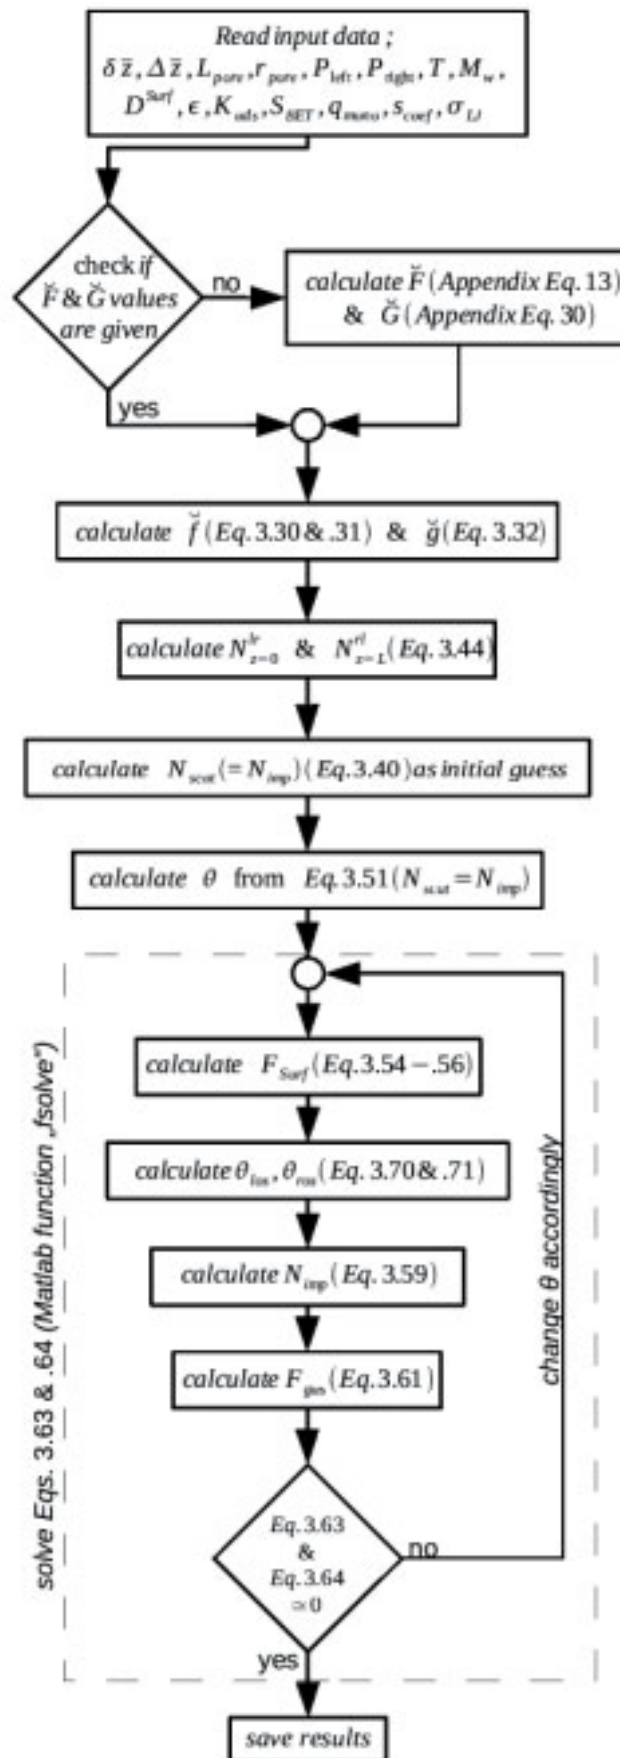 Read input data ;
δ z̄, Δ z̄, L_pore, r_pore, P_left, P_right, T, M_w,
D^Surf, ϵ, K_ads, S_BET, q_mono, s_coef, σ_LJ
check if
F̆ & Ğ values
are given
no
calculate F̆ (Appendix Eq. 13)
& Ğ (Appendix Eq. 30)
yes
calculate f̆ (Eq. 3.30 & .31) & ğ (Eq. 3.32)
calculate N^lr_z=0 & N^rl_z=L (Eq. 3.44)
calculate N_scat (= N_imp) (Eq. 3.40) as initial guess
calculate θ from Eq. 3.51 (N_scat = N_imp)
calculate F_Surf (Eq. 3.54 − .56)
calculate θ_los, θ_ros (Eq. 3.70 & .71)
calculate N_imp (Eq. 3.59)
calculate F_gas (Eq. 3.61)
Eq. 3.63
&
Eq. 3.64
≃ 0
no
yes
change θ accordingly
solve Eqs. 3.63 & .64 (Matlab function „fsolve")
save results